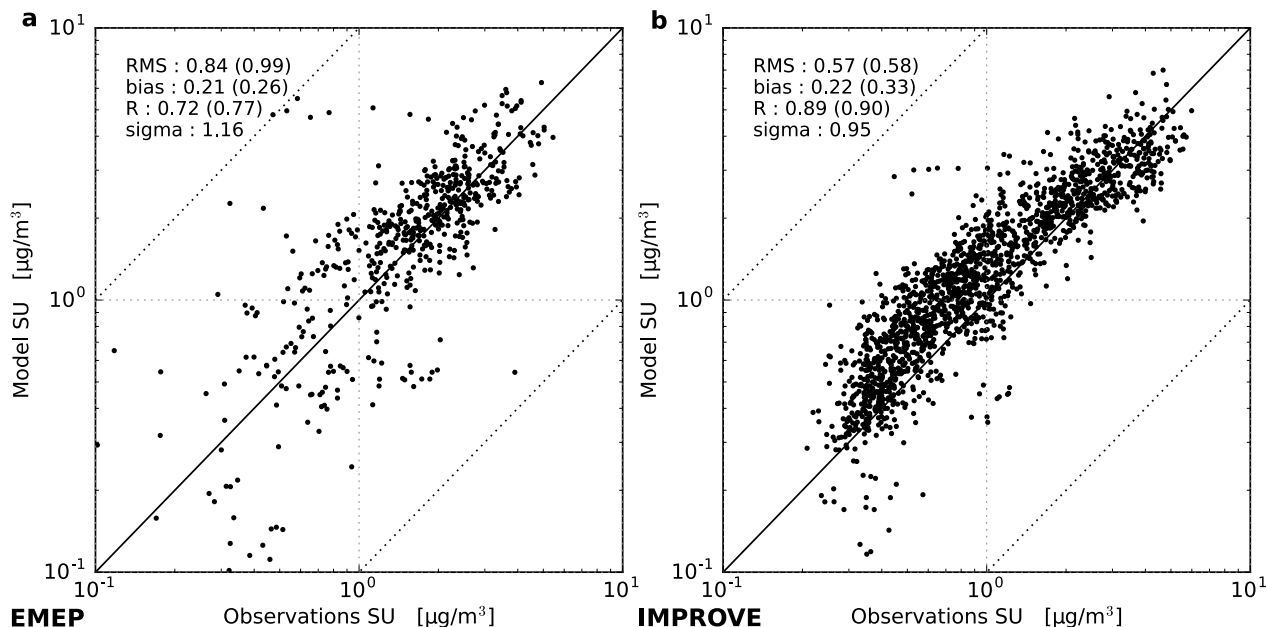 a
10¹
RMS : 0.84 (0.99)
bias : 0.21 (0.26)
R : 0.72 (0.77)
sigma : 1.16
Model SU [μg/m³]
10⁰
10⁻¹
10⁻¹ 10⁰ 10¹
EMEP Observations SU [μg/m³]
b
10¹
RMS : 0.57 (0.58)
bias : 0.22 (0.33)
R : 0.89 (0.90)
sigma : 0.95
Model SU [μg/m³]
10⁰
10⁻¹
10⁻¹ 10⁰ 10¹
IMPROVE Observations SU [μg/m³]